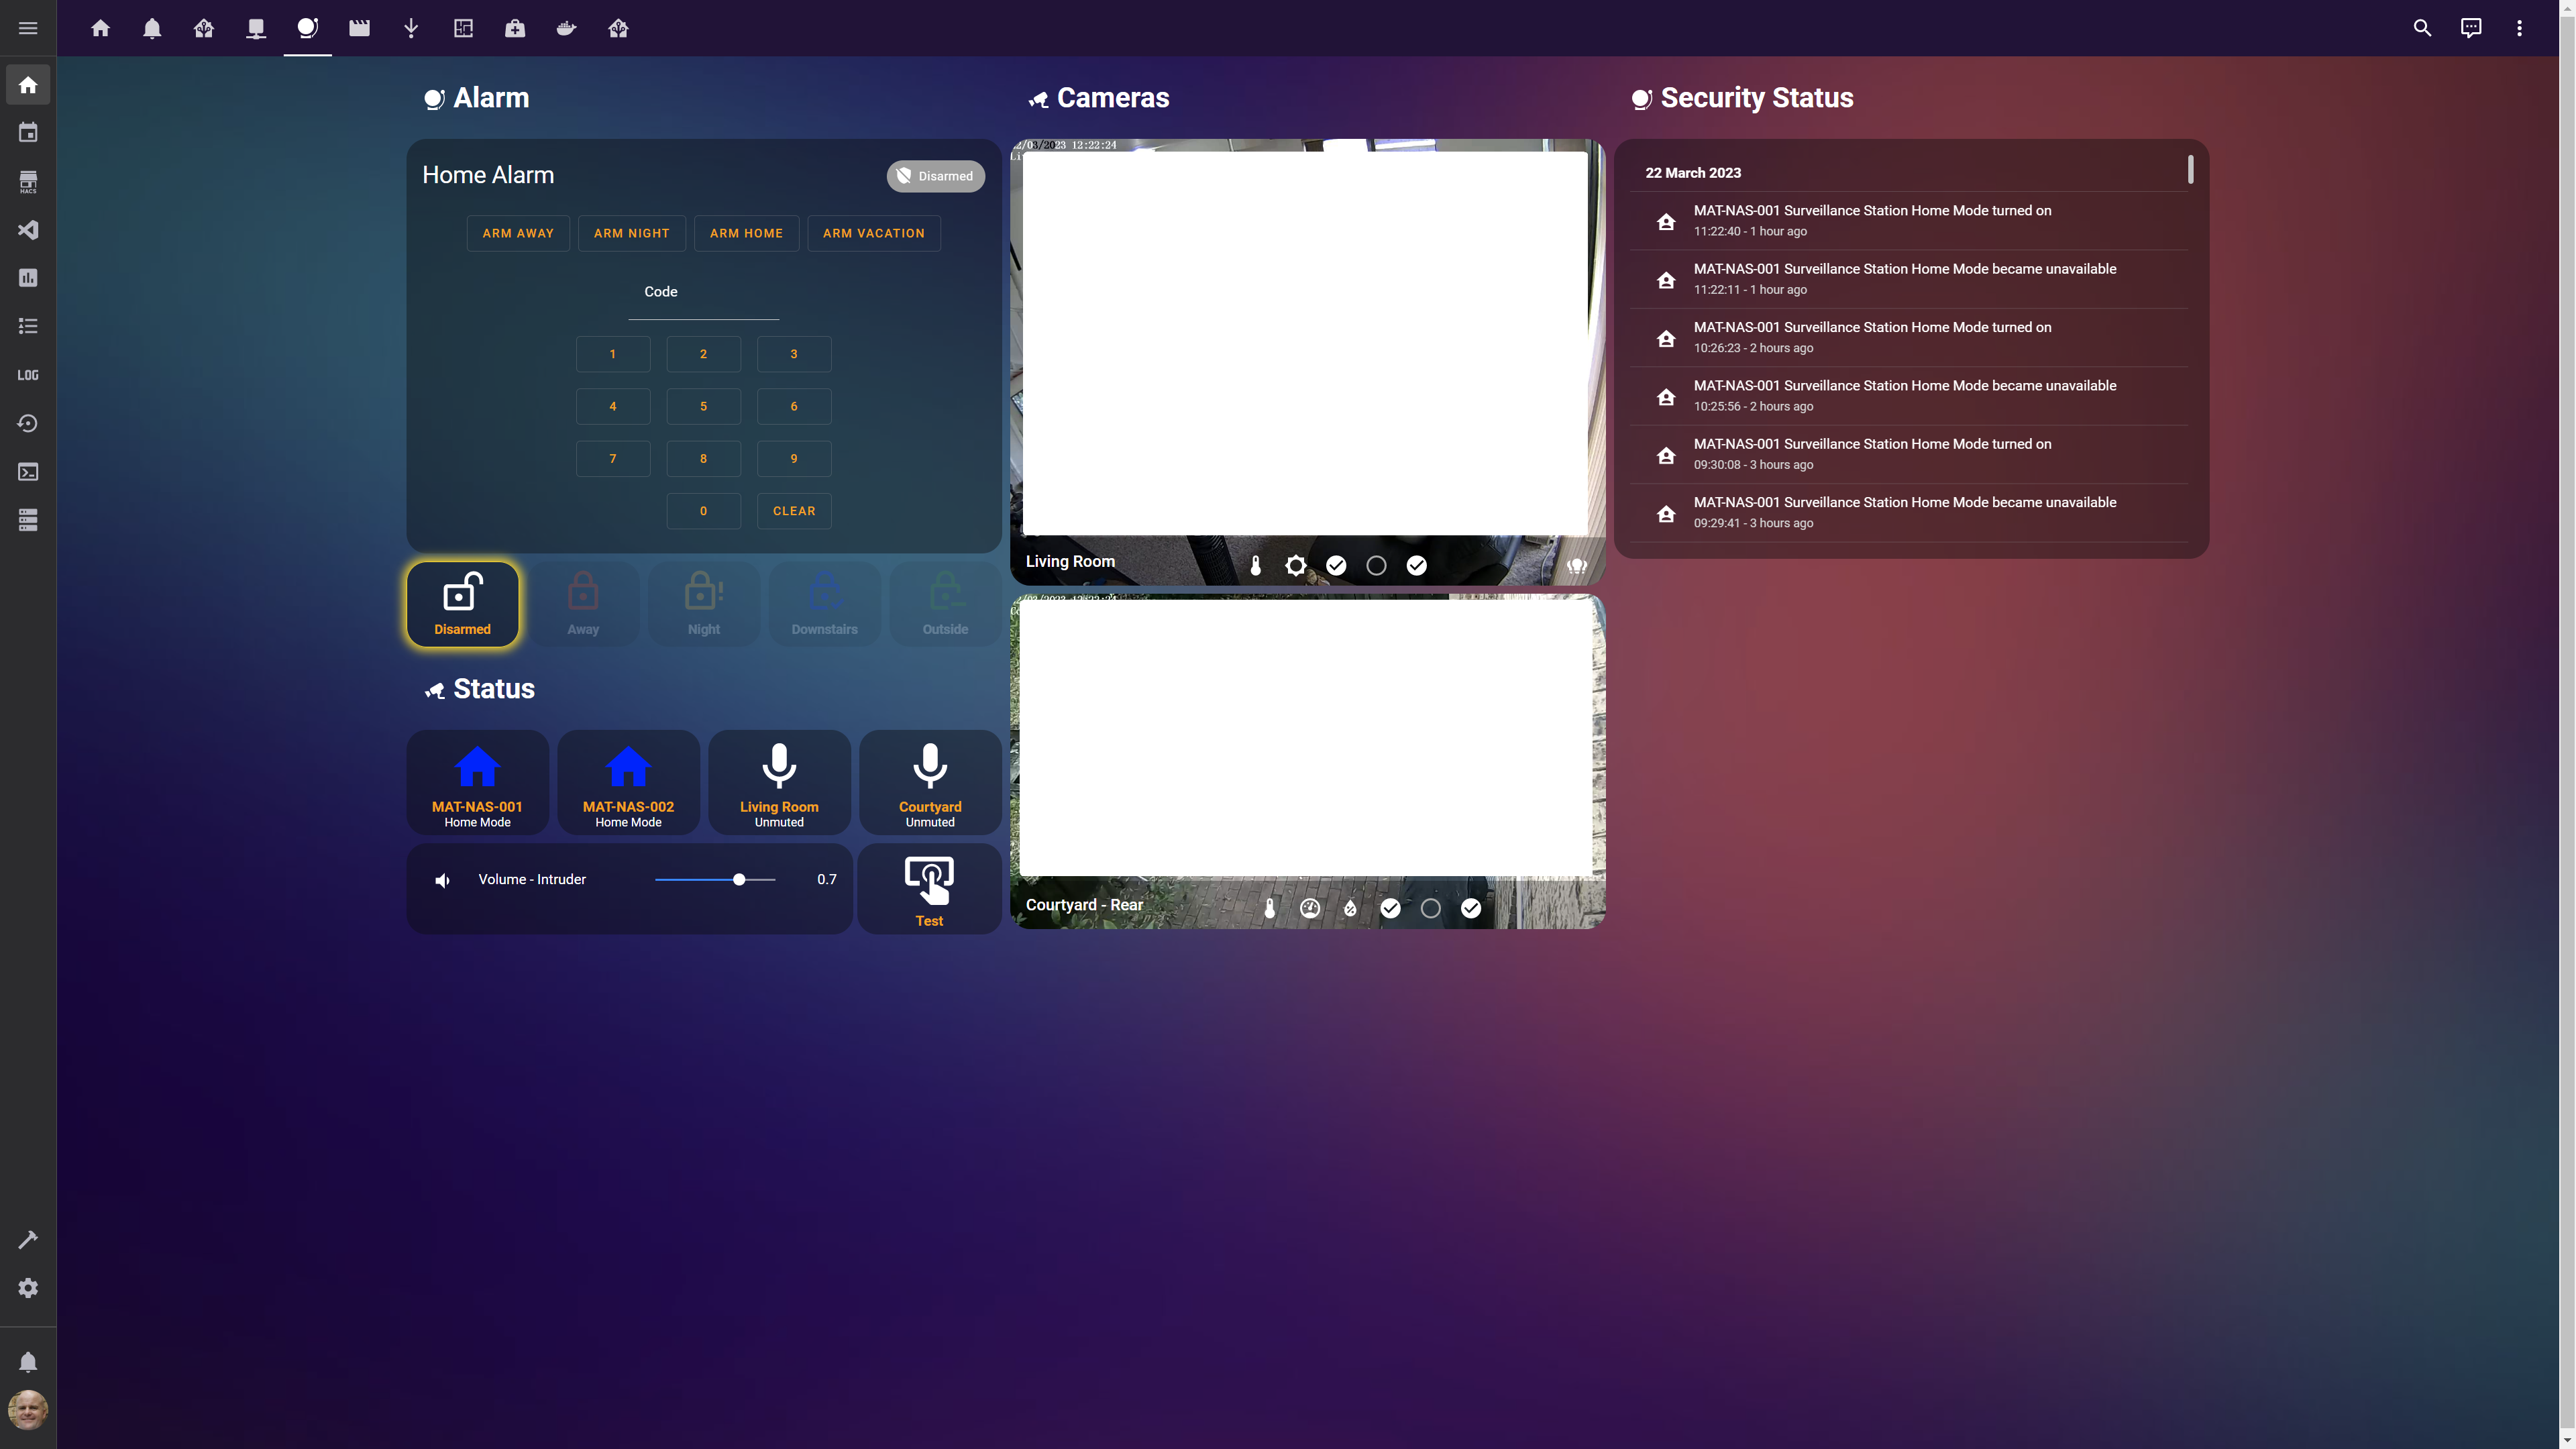 HACS
LOG
Alarm
Home Alarm
Disarmed
ARM AWAY
ARM NIGHT
ARM HOME
ARM VACATION
Code
1
2
3
4
5
6
7
8
9
0
CLEAR
Disarmed
Away
Night
Downstairs
Outside
Status
MAT-NAS-001
Home Mode
MAT-NAS-002
Home Mode
Living Room
Unmuted
Courtyard
Unmuted
Volume - Intruder
0.7
Test
Cameras
2/03/2023 12:22:24
Living Room
Courtyard - Rear
Security Status
22 March 2023
MAT-NAS-001 Surveillance Station Home Mode turned on
11:22:40 - 1 hour ago
MAT-NAS-001 Surveillance Station Home Mode became unavailable
11:22:11 - 1 hour ago
MAT-NAS-001 Surveillance Station Home Mode turned on
10:26:23 - 2 hours ago
MAT-NAS-001 Surveillance Station Home Mode became unavailable
10:25:56 - 2 hours ago
MAT-NAS-001 Surveillance Station Home Mode turned on
09:30:08 - 3 hours ago
MAT-NAS-001 Surveillance Station Home Mode became unavailable
09:29:41 - 3 hours ago